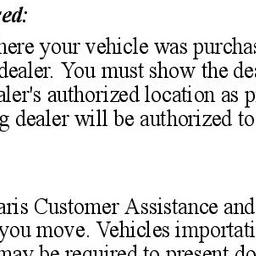 sed:
here your vehicle was purchas
dealer. You must show the dea
aler's authorized location as p
g dealer will be authorized to
aris Customer Assistance and
you move. Vehicles importati
may be required to present do